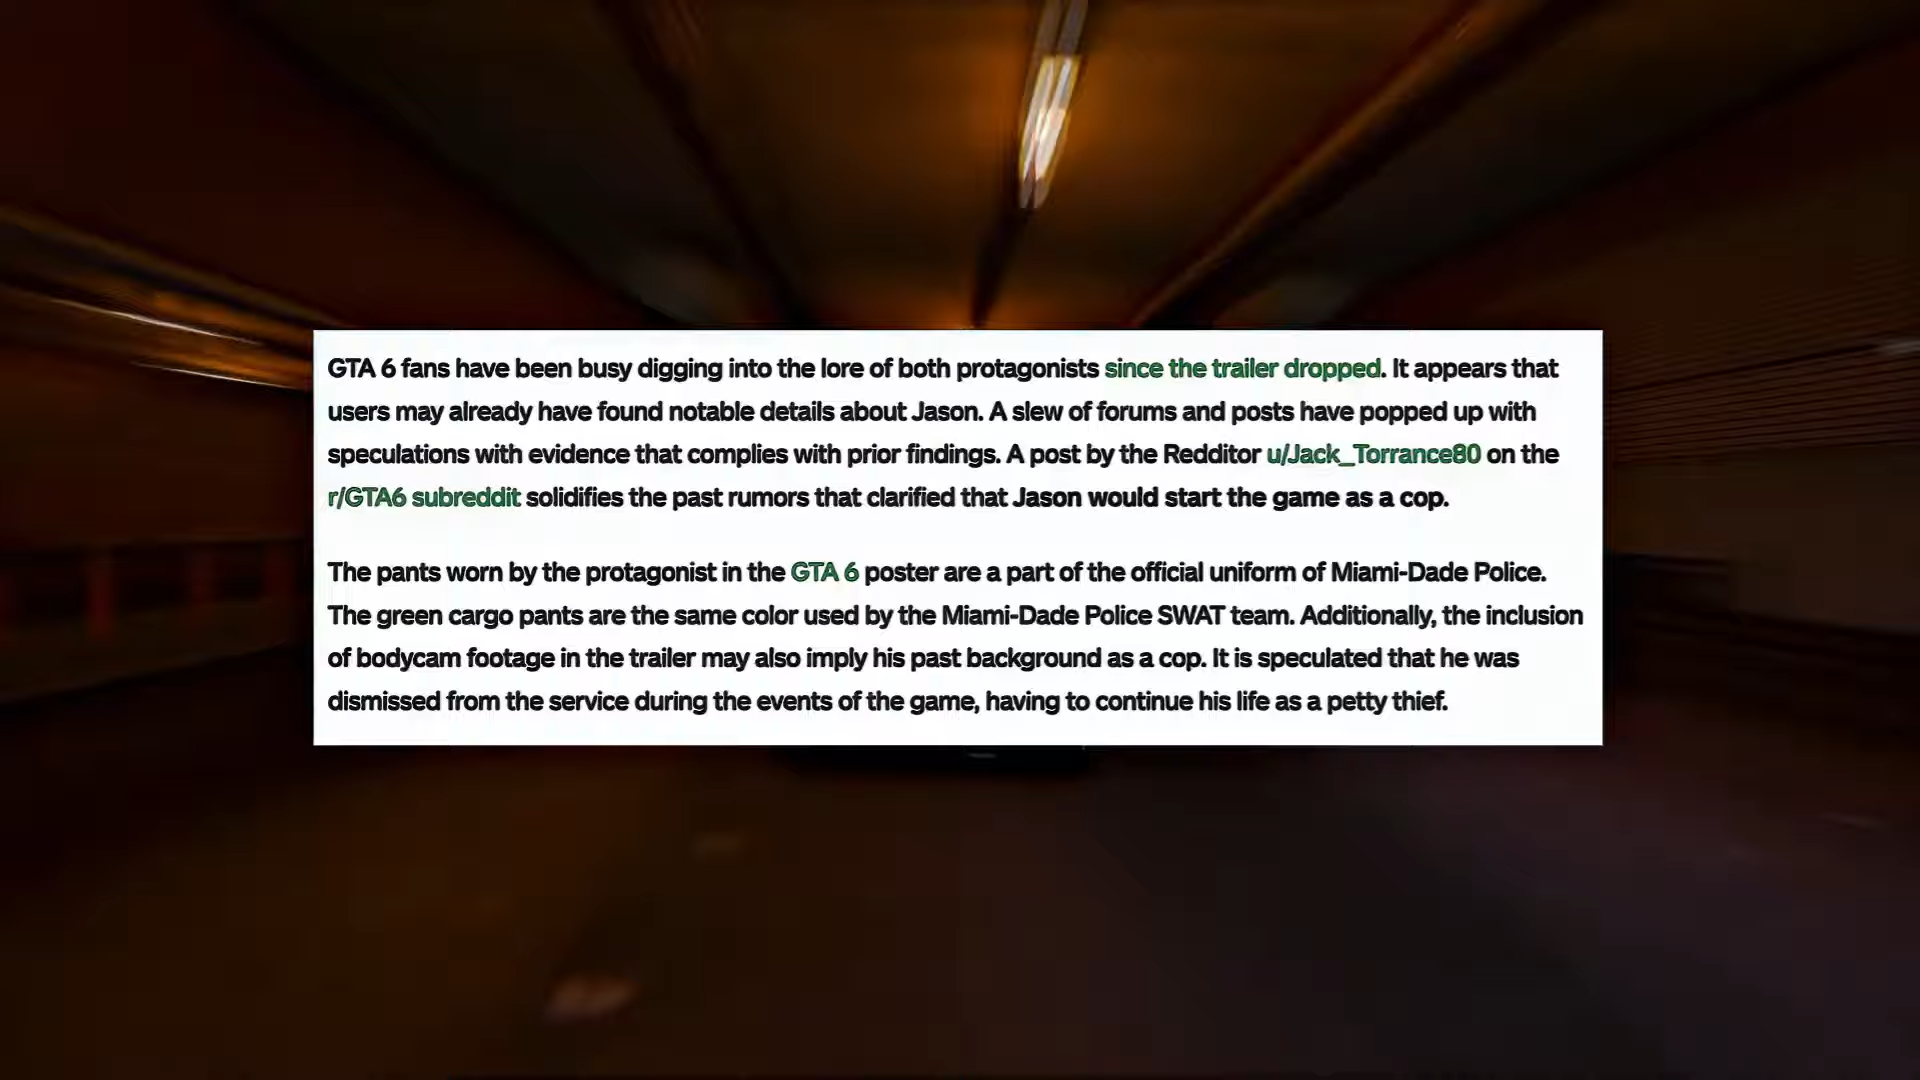 GTA 6 fans have been busy digging into the lore of both protagonists since the trailer dropped. It appears that
users may already have found notable details about Jason. A slew of forums and posts have popped up with
speculations with evidence that complies with prior findings. A post by the Redditor u/Jack_Torrance80 on the
r/GTA6 subreddit solidifies the past rumors that clarified that Jason would start the game as a cop.
The pants worn by the protagonist in the GTA 6 poster are a part of the official uniform of Miami-Dade Police.
The green cargo pants are the same color used by the Miami-Dade Police SWAT team. Additionally, the inclusion
of bodycam footage in the trailer may also imply his past background as a cop. It is speculated that he was
dismissed from the service during the events of the game, having to continue his life as a petty thief.